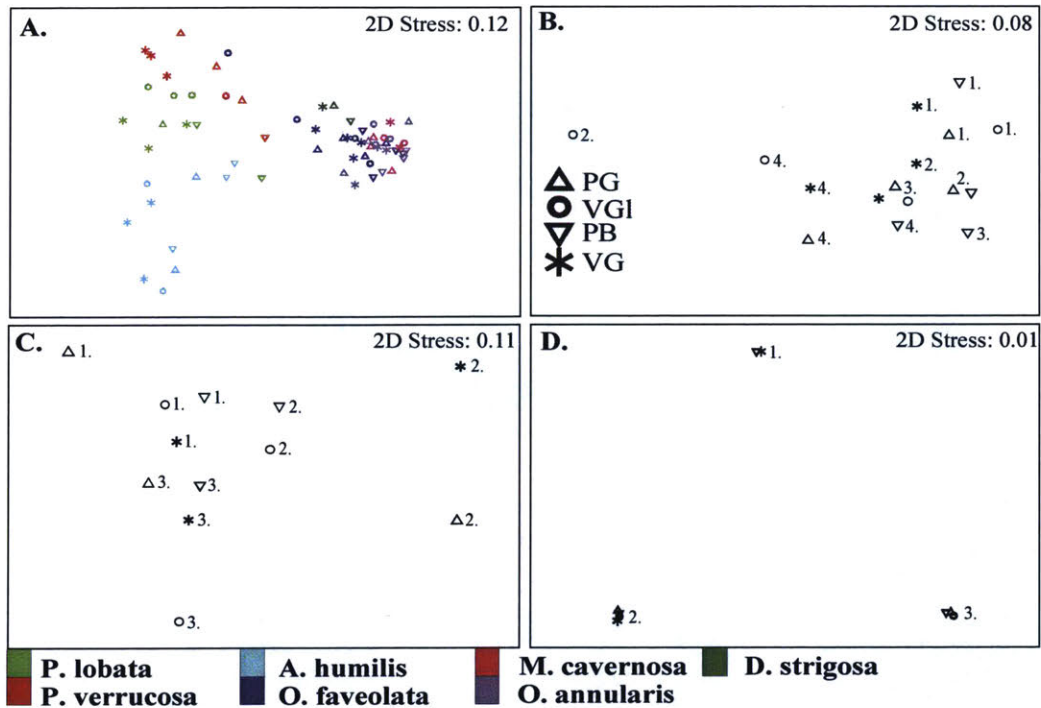 A.
2D Stress: 0.12
B.
2D Stress: 0.08
1.
1.
1.
1.
2.
4.
2.
4.
3.
2.
4.
4.
3.
PG
VGl
PB
VG
C.
2D Stress: 0.11
1.
2.
1.
1.
2.
1.
2.
3.
3.
3.
2.
3.
D.
2D Stress: 0.01
1.
2.
3.
P. lobata A. humilis M. cavernosa D. strigosa
P. verrucosa O. faveolata O. annularis